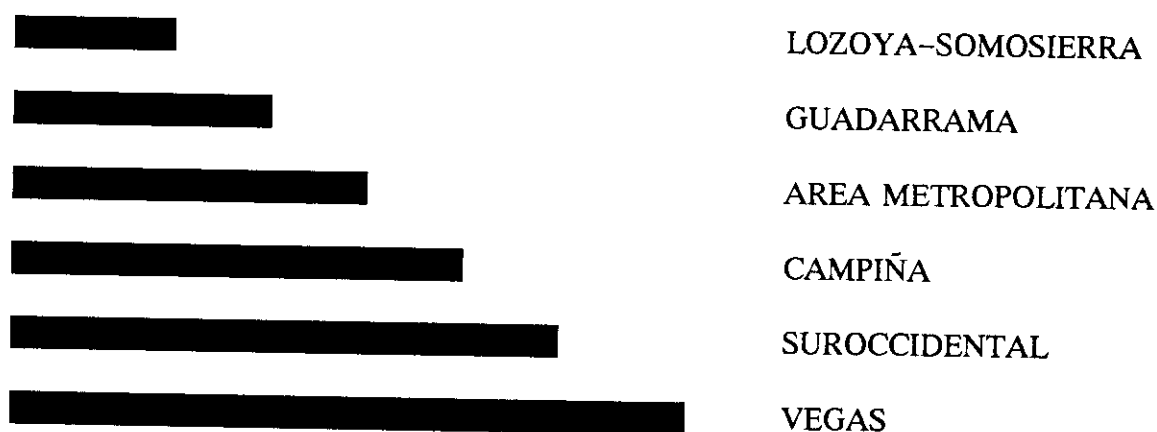 LOZOYA-SOMOSIERRA
GUADARRAMA
AREA METROPOLITANA
CAMPIÑA
SUROCCIDENTAL
VEGAS